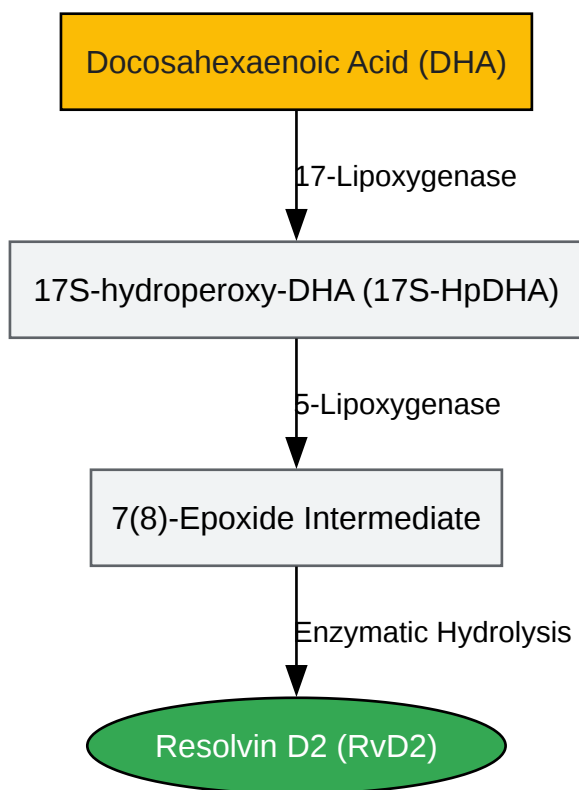 Docosahexaenoic Acid (DHA)
17-Lipoxygenase
17S-hydroperoxy-DHA (17S-HpDHA)
5-Lipoxygenase
7(8)-Epoxide Intermediate
Enzymatic Hydrolysis
Resolvin D2 (RvD2)